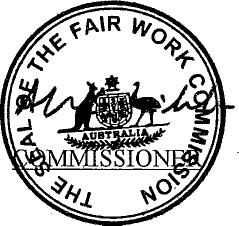 THE SEAL OF THE FAIR WORK COMMISSION
AUSTRALIA
COMMISSIONER